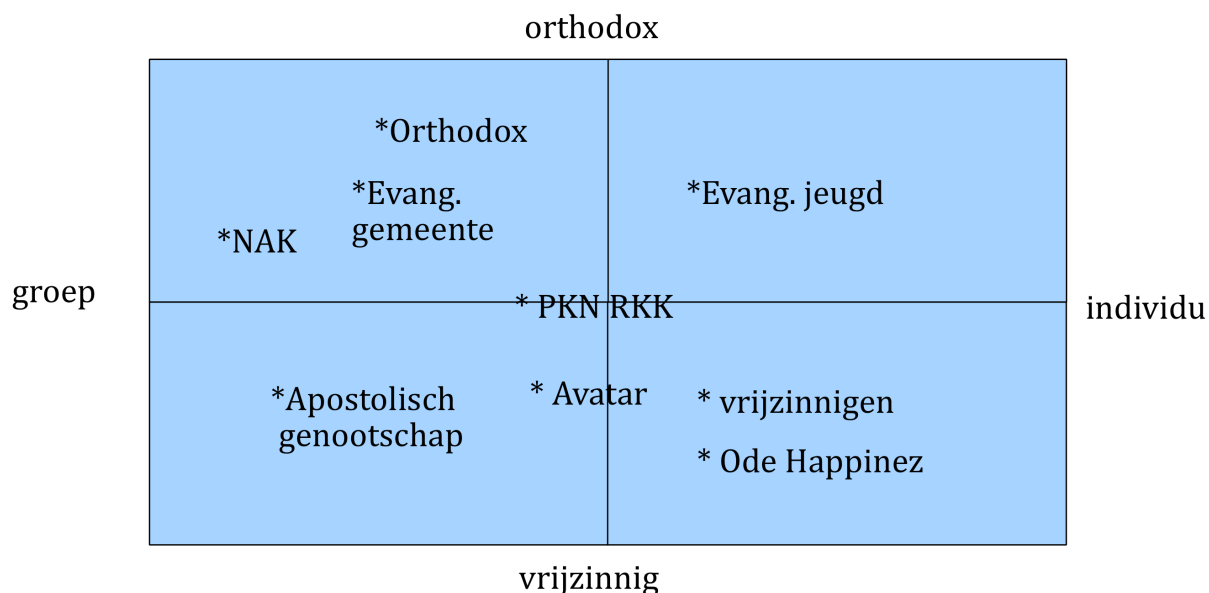 orthodox
*Orthodox
*Evang.
gemeente
*Evang. jeugd
*NAK
groep
* PKN RKK
individu
*Apostolisch
genootschap
* Avatar
* vrijzinnigen
* Ode Happinez
vrijzinnig